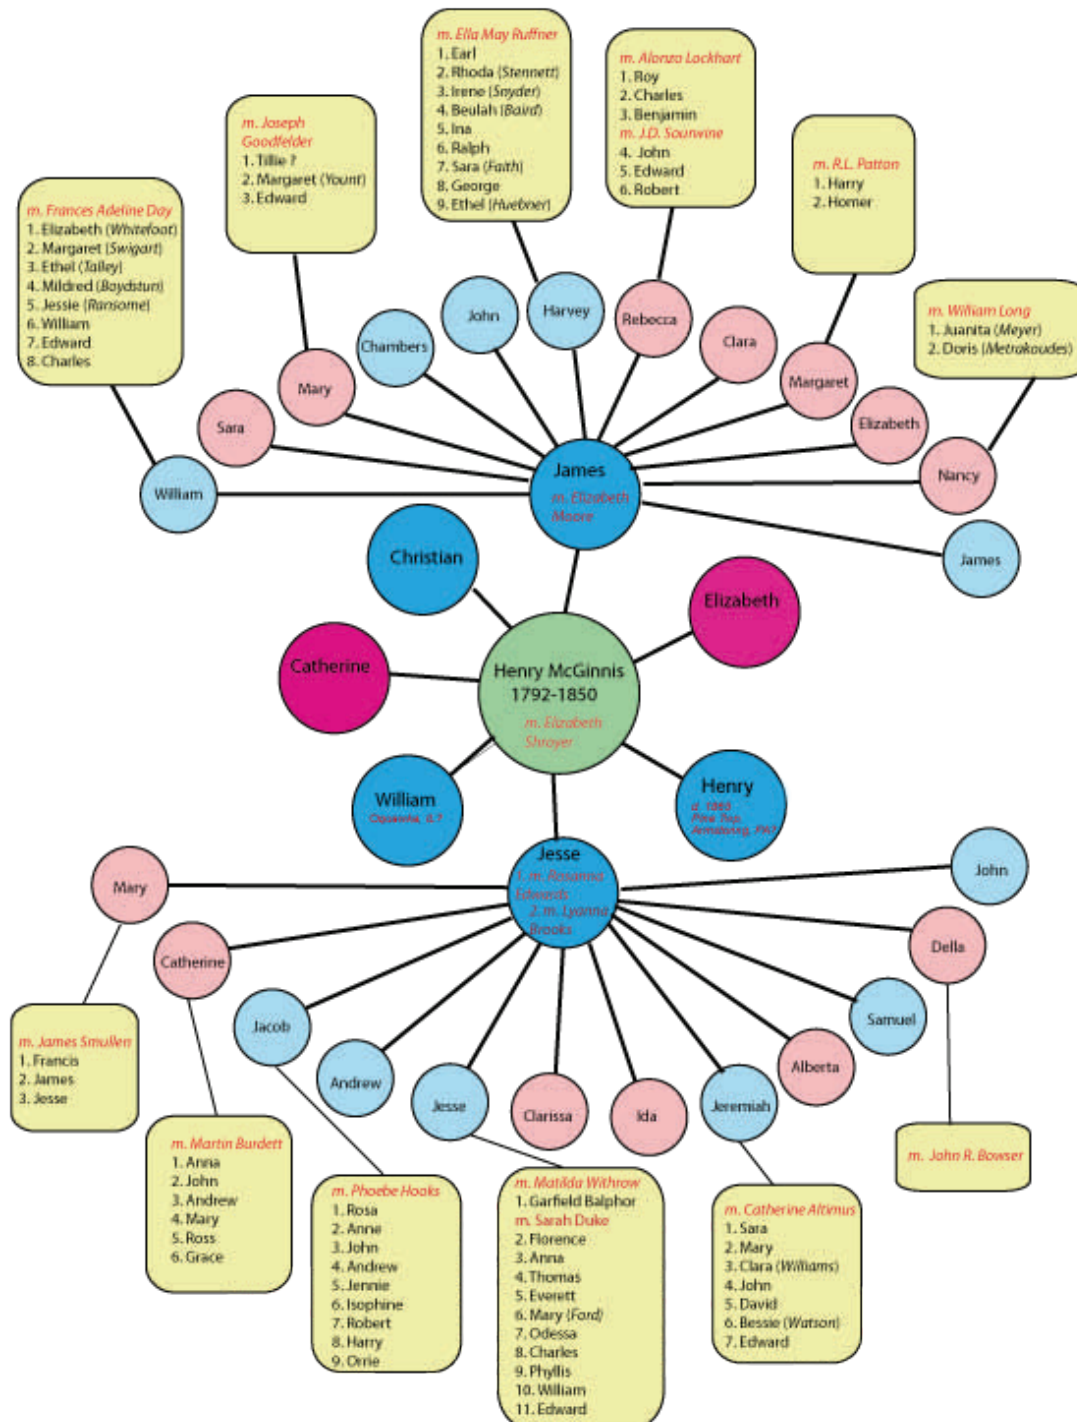 m. Ella May Ruffner
1. Earl
2. Rhoda (Stennett)
3. Irene (Snyder)
4. Beulah (Baird)
5. Ina
6. Ralph
7. Sara (Faith)
8. George
9. Ethel (Huebner)
m. Alonzo Lockhart
1. Roy
2. Charles
3. Benjamin
m. J.D. Sourwine
4. John
5. Edward
6. Robert
m. Joseph
Goodfelder
1. Tillie ?
2. Margaret (Yount)
3. Edward
m. R.L. Patton
1. Harry
2. Homer
m. Frances Adeline Day
1. Elizabeth (Whitefoot)
2. Margaret (Swigart)
3. Ethel (Talley)
4. Mildred (Boydstun)
5. Jessie (Ransome)
6. William
7. Edward
8. Charles
m. William Long
1. Juanita (Meyer)
2. Doris (Metrakoudes)
William
Sara
Mary
Chambers
John
Harvey
Rebecca
Clara
Margaret
Elizabeth
Nancy
James
James
m. Elizabeth
Moore
Christian
Elizabeth
Catherine
Henry McGinnis
1792-1850
m. Elizabeth
Shroyer
William
Henry
Jesse
1. m. Rosanna
Edwards
2. m. Lyanna
Brooks
Mary
Catherine
Jacob
Andrew
Jesse
Clarissa
Ida
Jeremiah
Alberta
Samuel
Della
John
m. James Smullen
1. Francis
2. James
3. Jesse
m. Martin Burdett
1. Anna
2. John
3. Andrew
4. Mary
5. Ross
6. Grace
m. Phoebe Hooks
1. Rosa
2. Anne
3. John
4. Andrew
5. Jennie
6. Isophine
7. Robert
8. Harry
9. Orrie
m. Matilda Withrow
1. Garfield Balphor
m. Sarah Duke
2. Florence
3. Anna
4. Thomas
5. Everett
6. Mary (Ford)
7. Odessa
8. Charles
9. Phyllis
10. William
11. Edward
m. Catherine Altimus
1. Sara
2. Mary
3. Clara (Williams)
4. John
5. David
6. Bessie (Watson)
7. Edward
m. John R. Bowser